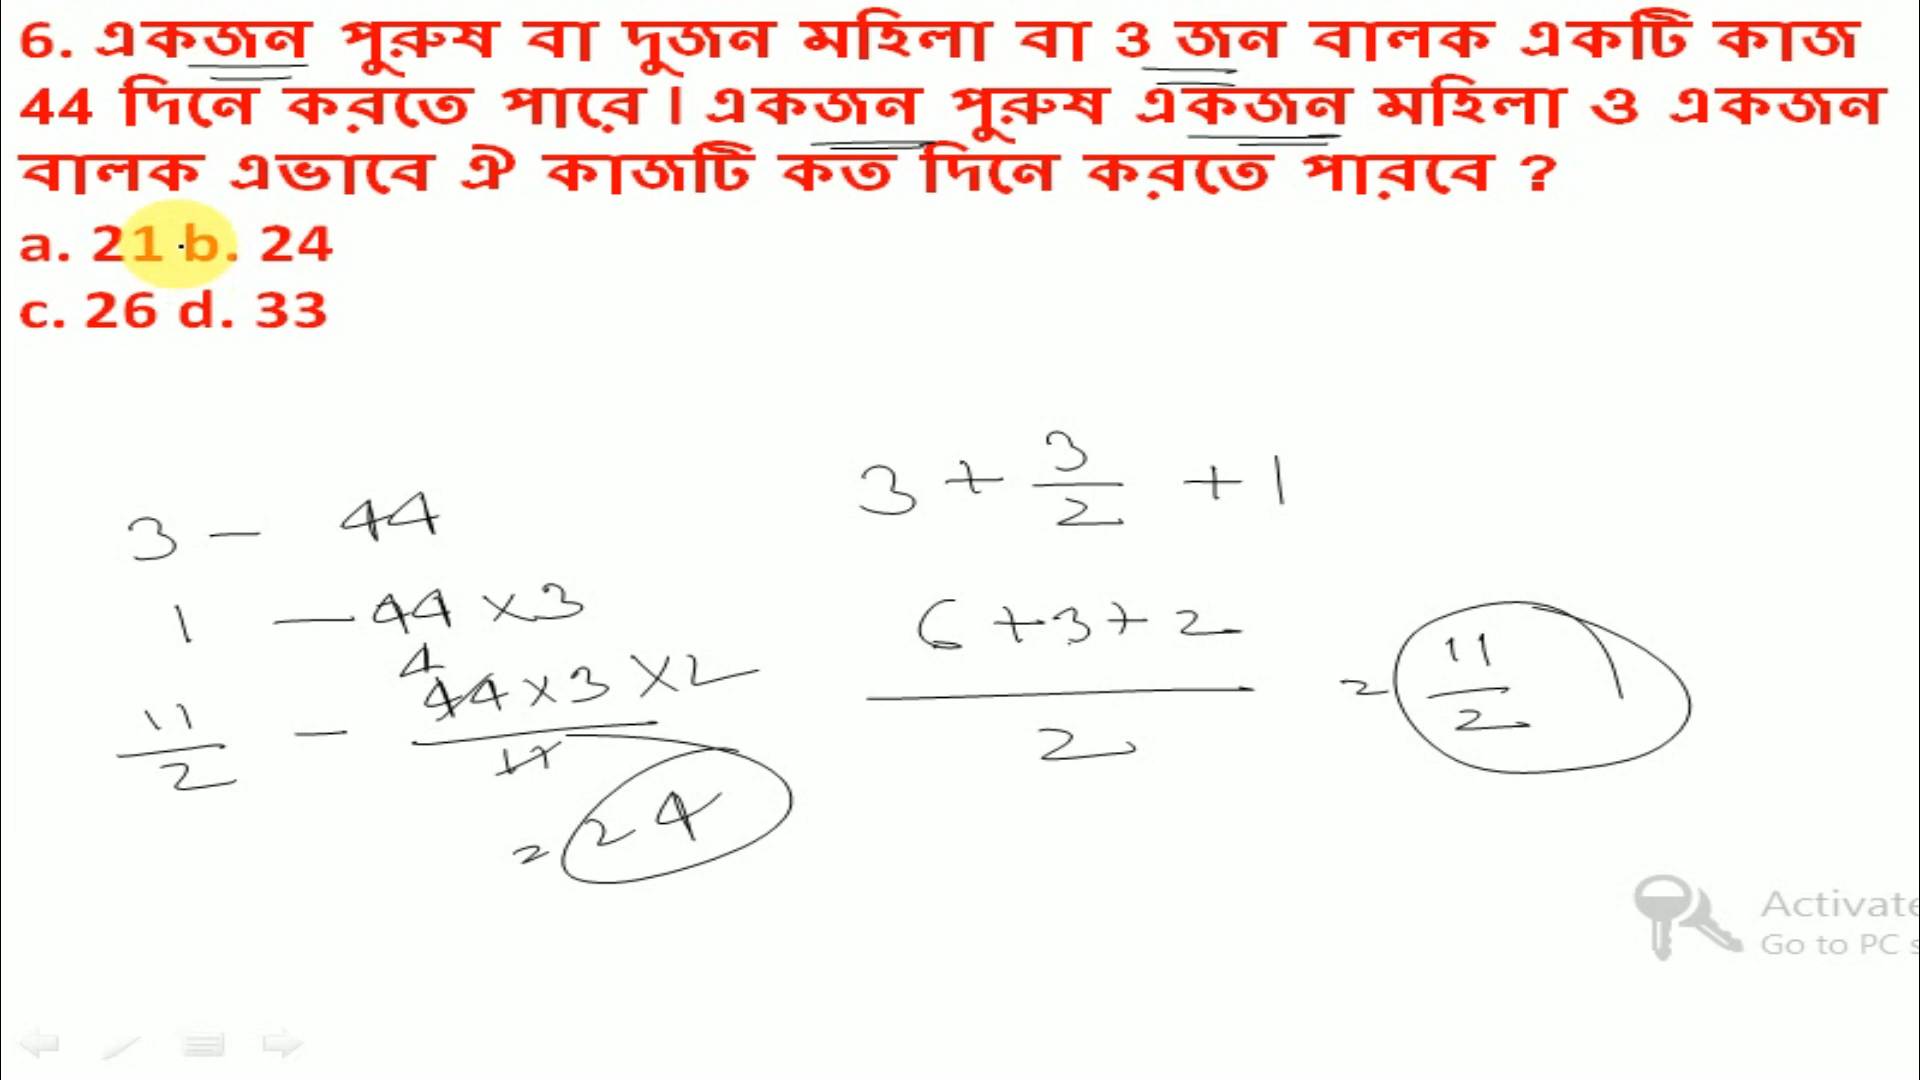 6. একজন পুরুষ বা দুজন মহিলা বা 3 জন বালক একটি কাজ
44 দিনে করতে পারে। একজন পুরুষ একজন মহিলা ও একজন
বালক এভাবে ঐ কাজটি কত দিনে করতে পারবে ?
a. 21 b. 24
c. 26 d. 33
3 + 3/2 + 1
3 - 44
1 - 44 x 3
6 + 3 + 2 / 2 = 11/2
11/2 - 44 x 3 x 2 / 11
4
= 24
Activate
Go to PC s